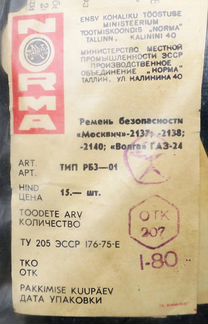 NORMA
ENSV KOHALIKU TÖÖSTUSE
MINISTEERIUM
TOOTMISKOONDIS „NORMA"
TALLINN, KALININI 40
МИНИСТЕРСТВО МЕСТНОЙ
ПРОМЫШЛЕННОСТИ ЭССР
ПРОИЗВОДСТВЕННОЕ
ОБЪЕДИНЕНИЕ „NORMA"
ТАЛЛИН, УЛ КАЛИНИНА 40
Ремень безопасности
«Москвич»-2137; -2138;
-2140; «Волга» ГАЗ-24
ART.
АРТ. ТИП РБ3—01
HIND
ЦЕНА 15.— шт.
TOODETE ARV
КОЛИЧЕСТВО
ОТК
207
ТУ 205 ЭССР 176-75-Е
TKO
ОТК
1-80
PAKKIMISE KUUPÄEV
ДАТА УПАКОВКИ